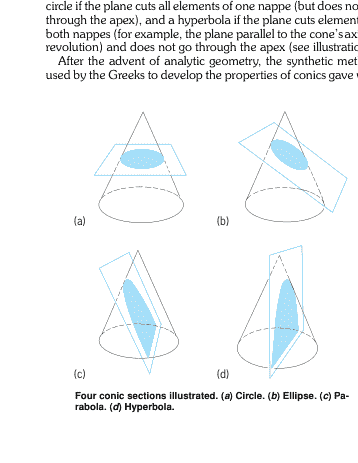 circle if the plane cuts all elements of one nappe (but does no
through the apex), and a hyperbola if the plane cuts element
both nappes (for example, the plane parallel to the cone's ax
revolution) and does not go through the apex (see illustratio
After the advent of analytic geometry, the synthetic met
used by the Greeks to develop the properties of conics gave
(a)
(b)
(c)
(d)
Four conic sections illustrated. (a) Circle. (b) Ellipse. (c) Pa-
rabola. (d) Hyperbola.